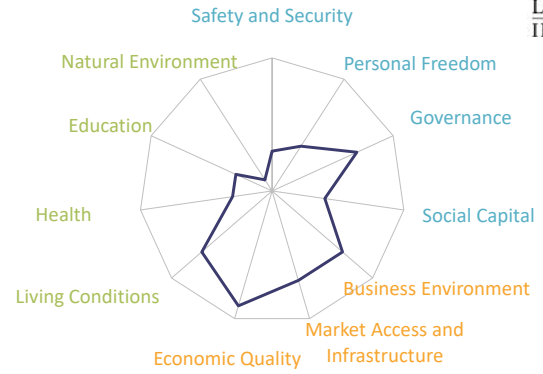 Safety and Security
Natural Environment
Personal Freedom
Education
Governance
Health
Social Capital
Business Environment
Living Conditions
Market Access and
Infrastructure
Economic Quality